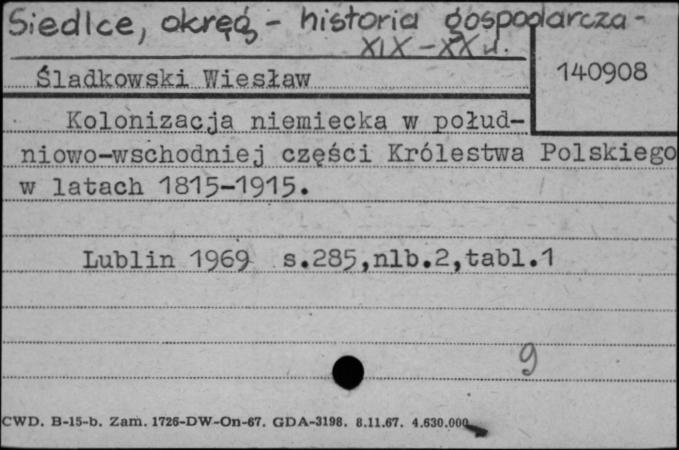 Siedlce, okręg - historia gospodarcza -
XIX - XX w.
Śladkowski Wiesław
140908
Kolonizacja niemiecka w połud-
niowo-wschodniej części Królestwa Polskiego
w latach 1815-1915.
Lublin 1969 s.285,nlb.2,tabl.1
9
CWD. B-15-b. Zam. 1726-DW-On-67. GDA-3198. 8.11.67. 4.630.000